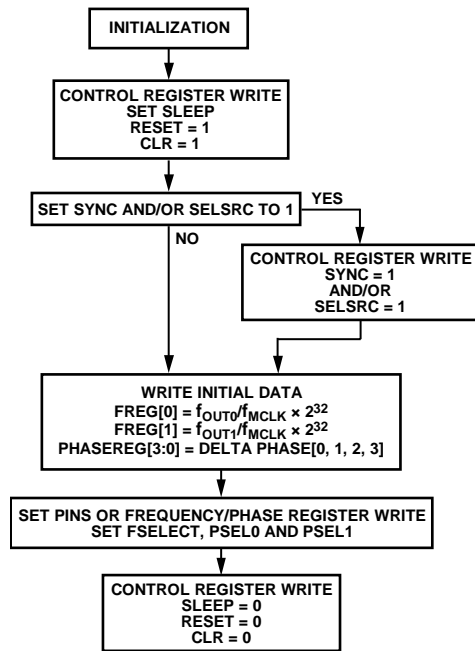 INITIALIZATION
CONTROL REGISTER WRITE
SET SLEEP
RESET = 1
CLR = 1
SET SYNC AND/OR SELSRC TO 1
YES
NO
CONTROL REGISTER WRITE
SYNC = 1
AND/OR
SELSRC = 1
WRITE INITIAL DATA
FREG[0] = fOUT0/fMCLK × 2³²
FREG[1] = fOUT1/fMCLK × 2³²
PHASEREG[3:0] = DELTA PHASE[0, 1, 2, 3]
SET PINS OR FREQUENCY/PHASE REGISTER WRITE
SET FSELECT, PSEL0 AND PSEL1
CONTROL REGISTER WRITE
SLEEP = 0
RESET = 0
CLR = 0